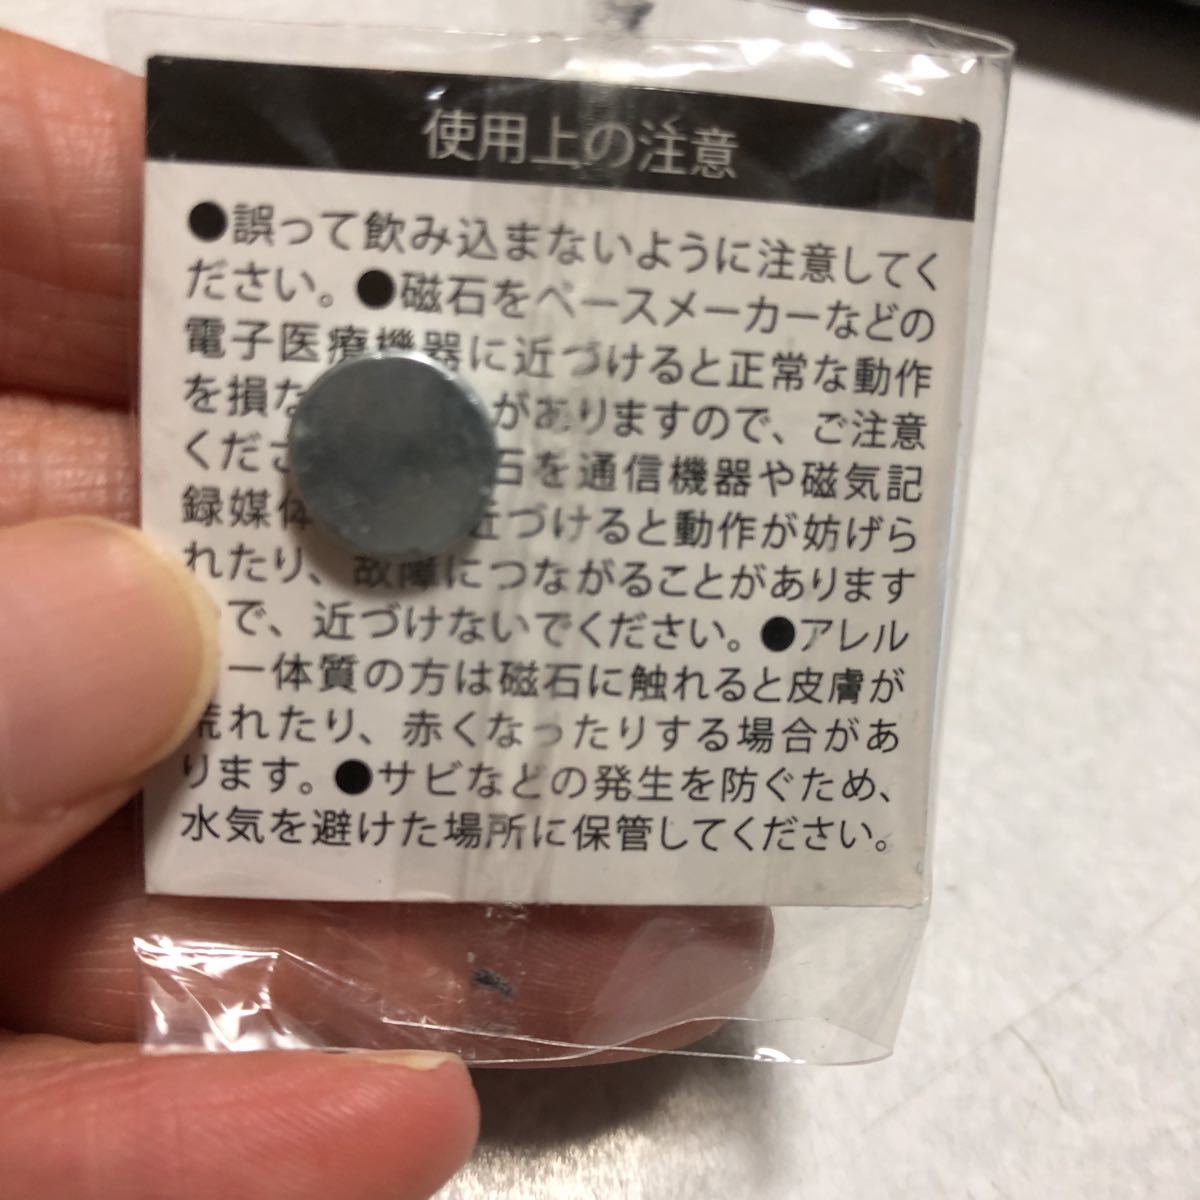 使用上の注意
●誤って飲み込まないように注意してく
ださい。●磁石をペースメーカーなどの
電子医療機器に近づけると正常な動作
を損な がありますので、ご注意
くださ 石を通信機器や磁気記
録媒体 近づけると動作が妨げら
れたり、故障につながることがあります
で、近づけないでください。●アレル
ー体質の方は磁石に触れると皮膚が
荒れたり、赤くなったりする場合があ
ります。●サビなどの発生を防ぐため、
水気を避けた場所に保管してください。